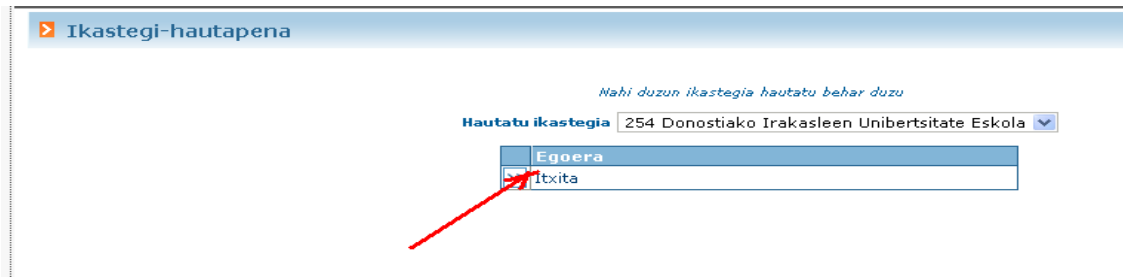 Ikastegi-hautapena
Nahi duzun ikastegia hautatu behar duzu
Hautatu ikastegia 254 Donostiako Irakasleen Unibertsitate Eskola
Egoera
Itxita